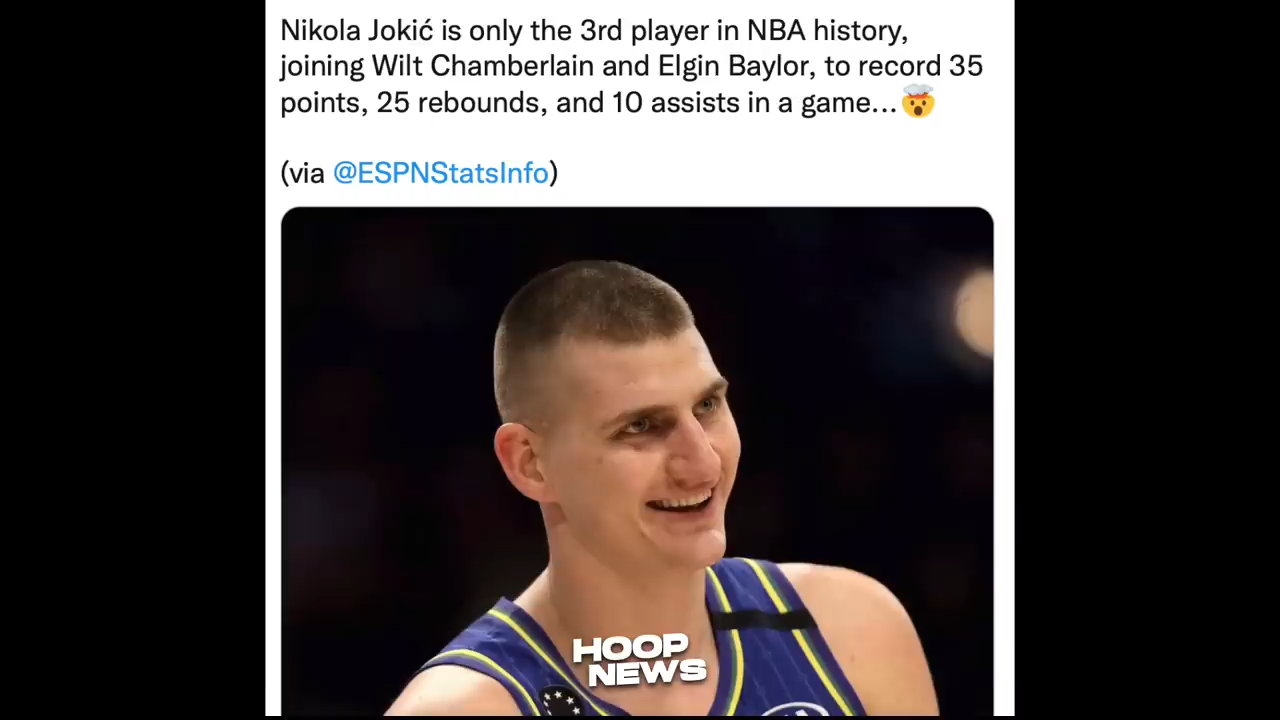 Nikola Jokić is only the 3rd player in NBA history,
joining Wilt Chamberlain and Elgin Baylor, to record 35
points, 25 rebounds, and 10 assists in a game...🤯
(via @ESPNStatsInfo)
HOOP
NEWS